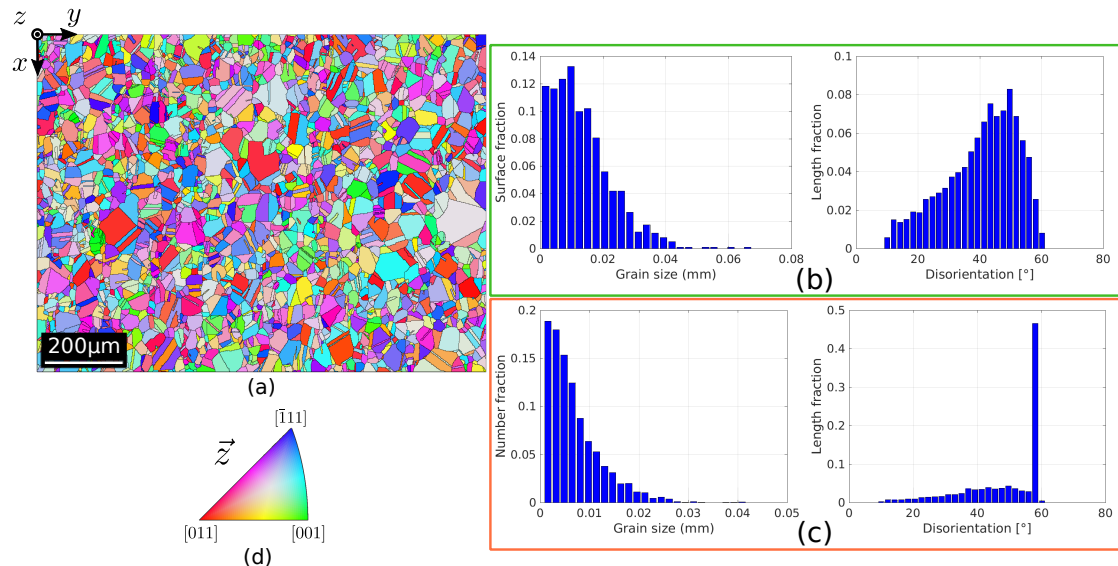 z
y
x
200μm
(a)
0.14
0.12
0.1
0.08
0.06
0.04
0.02
0
Surface fraction
0
0.02
0.04
0.06
0.08
Grain size (mm)
0.1
0.08
0.06
0.04
0.02
0
Length fraction
0
20
40
60
80
Disorientation [°]
(b)
0.2
0.15
0.1
0.05
0
Number fraction
0
0.01
0.02
0.03
0.04
0.05
Grain size (mm)
0.5
0.4
0.3
0.2
0.1
0
Length fraction
0
20
40
60
80
Disorientation [°]
(c)
[1̅11]
z⃗
[011]
[001]
(d)